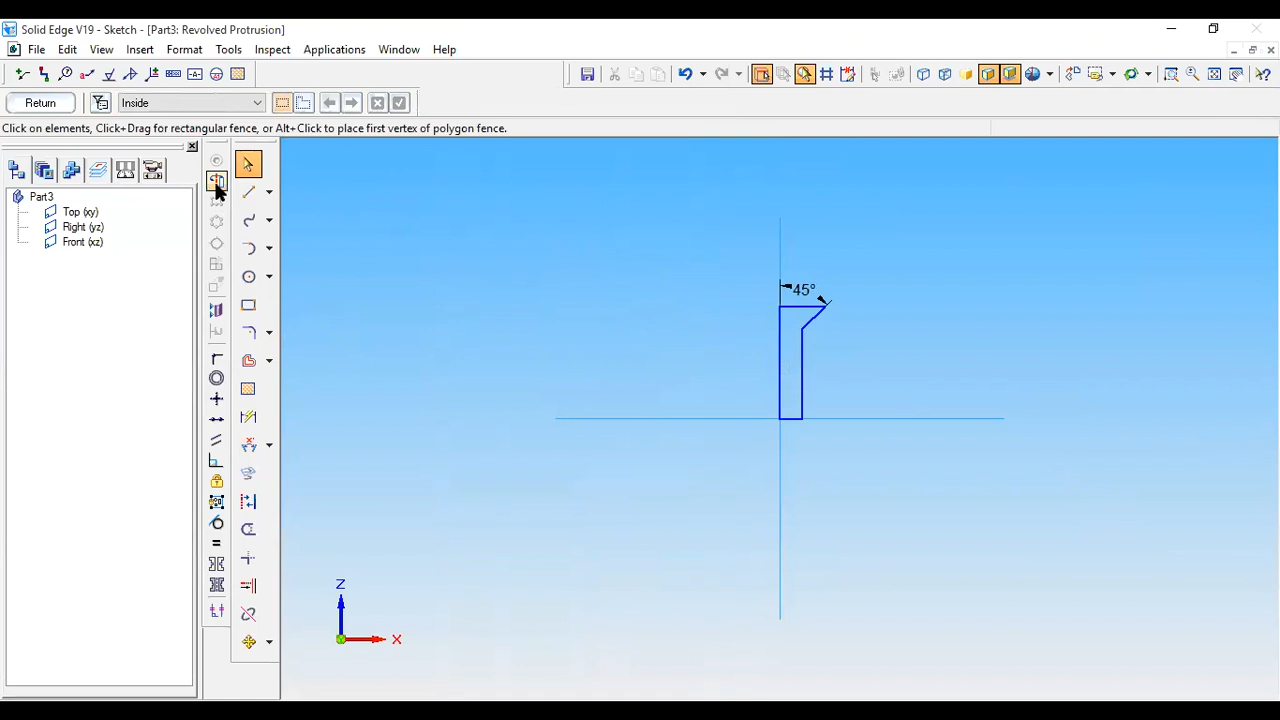 Solid Edge V19 - Sketch - [Part3: Revolved Protrusion]
File Edit View Insert Format Tools Inspect Applications Window Help
Return Inside
Click on elements, Click+Drag for rectangular fence, or Alt+Click to place first vertex of polygon fence.
Part3
Top (xy)
Right (yz)
Front (xz)
45°
Z
X